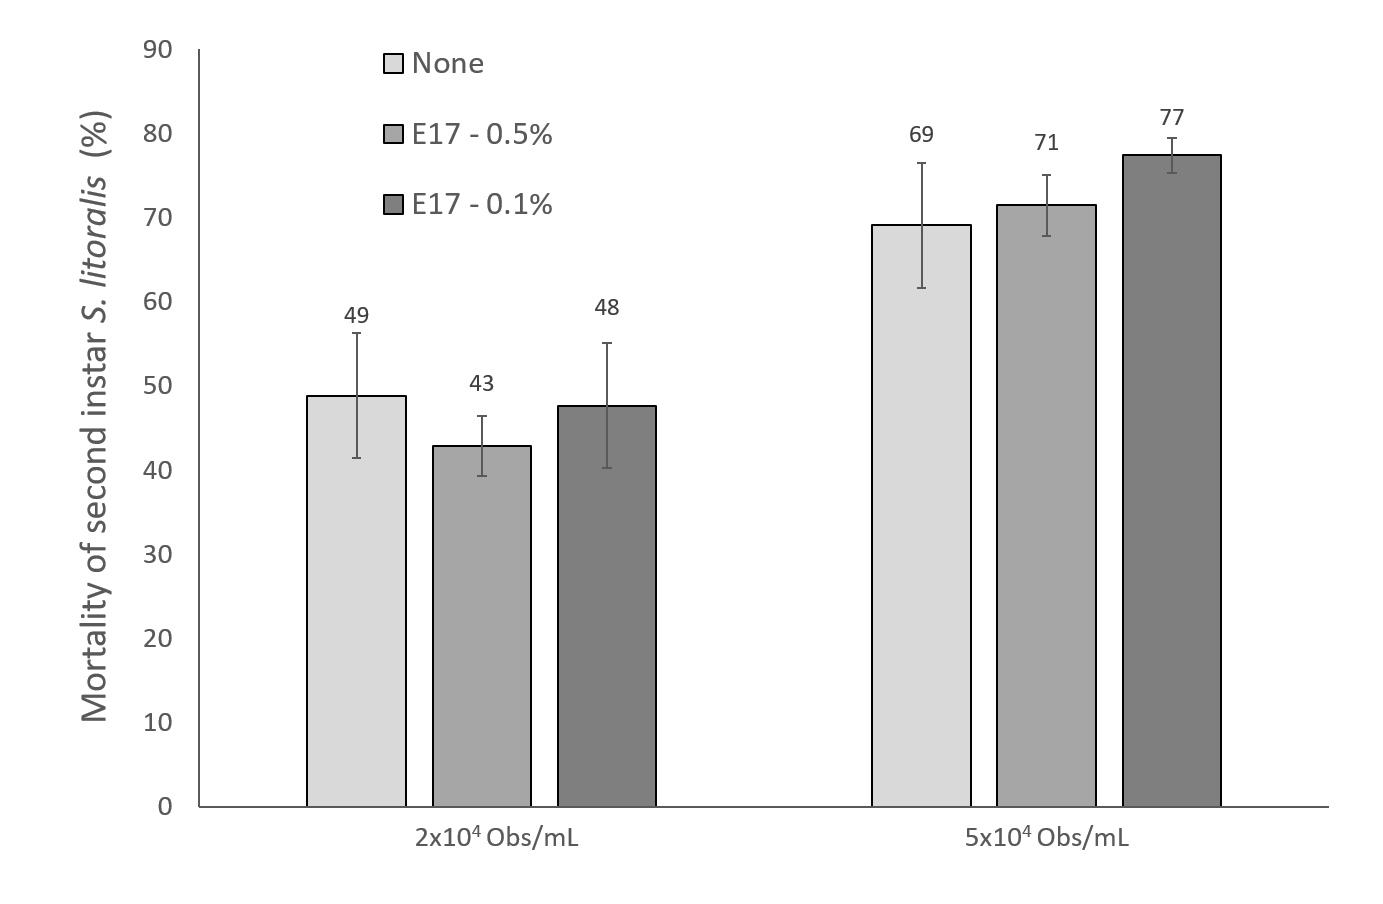 Mortality of second instar S. litoralis (%)
90
80
70
60
50
40
30
20
10
0
None
E17 - 0.5%
E17 - 0.1%
49
43
48
69
71
77
2x10⁴ Obs/mL
5x10⁴ Obs/mL